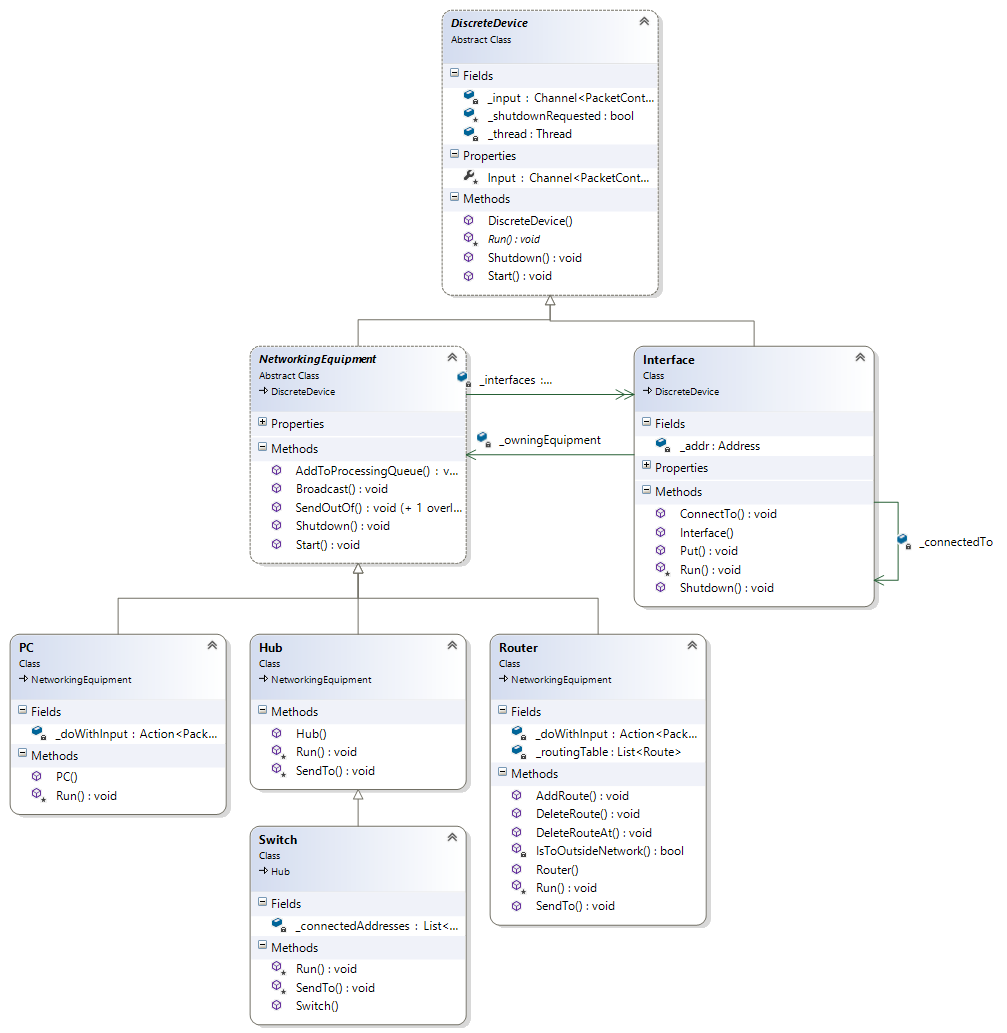 DiscreteDevice
Abstract Class
Fields
_input : Channel<PacketCont...
_shutdownRequested : bool
_thread : Thread
Properties
Input : Channel<PacketCont...
Methods
DiscreteDevice()
Run() : void
Shutdown() : void
Start() : void
NetworkingEquipment
Abstract Class
DiscreteDevice
Properties
Methods
AddToProcessingQueue() : v...
Broadcast() : void
SendOutOf() : void (+ 1 overl...
Shutdown() : void
Start() : void
_interfaces :...
_owningEquipment
Interface
Class
DiscreteDevice
Fields
_addr : Address
Properties
Methods
ConnectTo() : void
Interface()
Put() : void
Run() : void
Shutdown() : void
_connectedTo
PC
Class
NetworkingEquipment
Fields
_doWithInput : Action<Pack...
Methods
PC()
Run() : void
Hub
Class
NetworkingEquipment
Methods
Hub()
Run() : void
SendTo() : void
Router
Class
NetworkingEquipment
Fields
_doWithInput : Action<Pack...
_routingTable : List<Route>
Methods
AddRoute() : void
DeleteRoute() : void
DeleteRouteAt() : void
IsToOutsideNetwork() : bool
Router()
Run() : void
SendTo() : void
Switch
Class
Hub
Fields
_connectedAddresses : List<...
Methods
Run() : void
SendTo() : void
Switch()